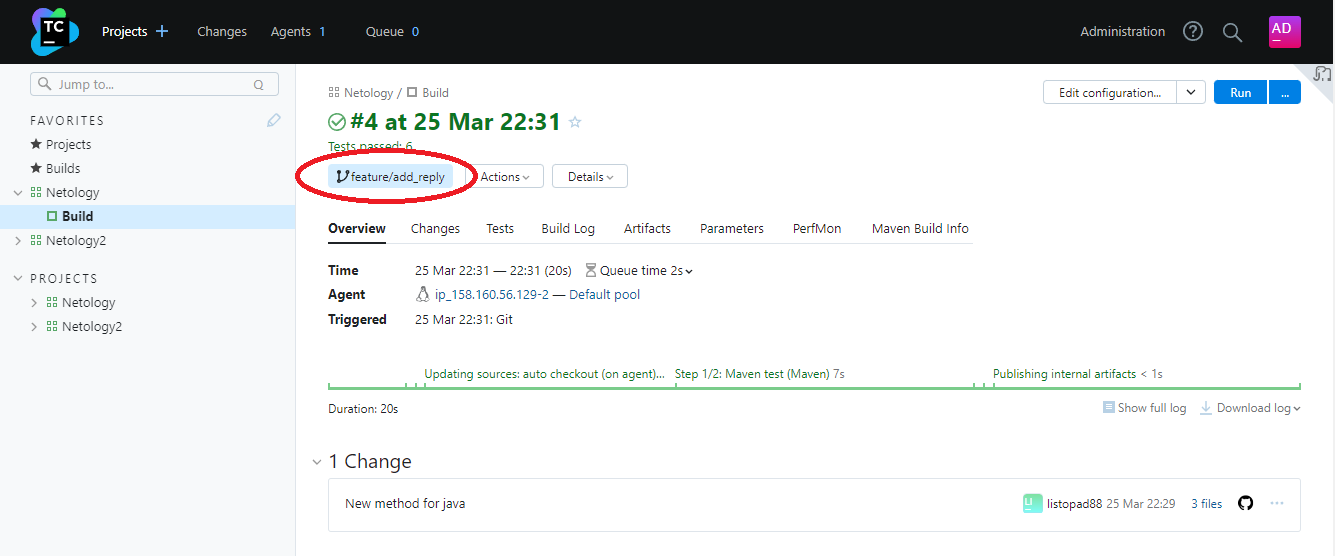 TC
Projects + Changes Agents 1 Queue 0 Administration ? AD
Jump to... Q
FAVORITES
Projects
Builds
Netology
Build
Netology2
PROJECTS
Netology
Netology2
Netology / Build
Edit configuration... Run ...
#4 at 25 Mar 22:31
Tests passed: 6
feature/add_reply Actions Details
Overview Changes Tests Build Log Artifacts Parameters PerfMon Maven Build Info
Time 25 Mar 22:31 — 22:31 (20s) Queue time 2s
Agent ip_158.160.56.129-2 — Default pool
Triggered 25 Mar 22:31: Git
Updating sources: auto checkout (on agent)... Step 1/2: Maven test (Maven) 7s Publishing internal artifacts < 1s
Duration: 20s Show full log Download log
1 Change
New method for java LI listopad88 25 Mar 22:29 3 files ...